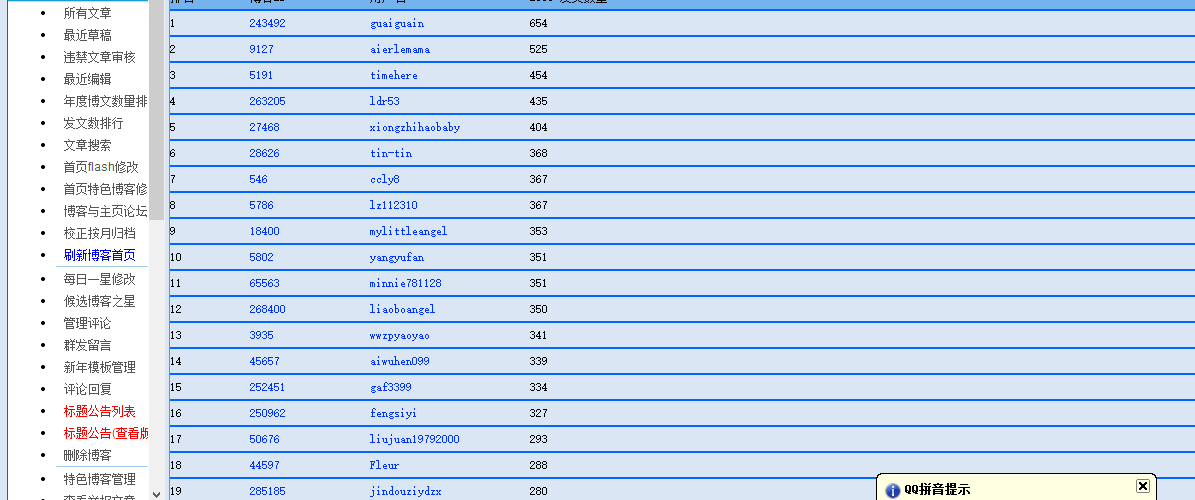 所有文章
最近草稿
违禁文章审核
最近编辑
年度博文数量排
发文数排行
文章搜索
首页flash修改
首页特色博客修
博客与主页论坛
校正按月归档
刷新博客首页
每日一星修改
候选博客之星
管理评论
群发留言
新年模板管理
评论回复
标题公告列表
标题公告(查看版
删除博客
特色博客管理
1 243492 guaiguain 654
2 9127 aierlemama 525
3 5191 timehere 454
4 263205 ldr53 435
5 27468 xiongzhihaobaby 404
6 28626 tin-tin 368
7 546 ccly8 367
8 5786 lz112310 367
9 18400 mylittleangel 353
10 5802 yangyufan 351
11 65563 minnie781128 351
12 268400 liaoboangel 350
13 3935 wwzpyaoyao 341
14 45657 aiwuhen099 339
15 252451 gaf3399 334
16 250962 fengsiyi 327
17 50676 liujuan19792000 293
18 44597 Fleur 288
19 285185 jindouziydzx 280
QQ拼音提示